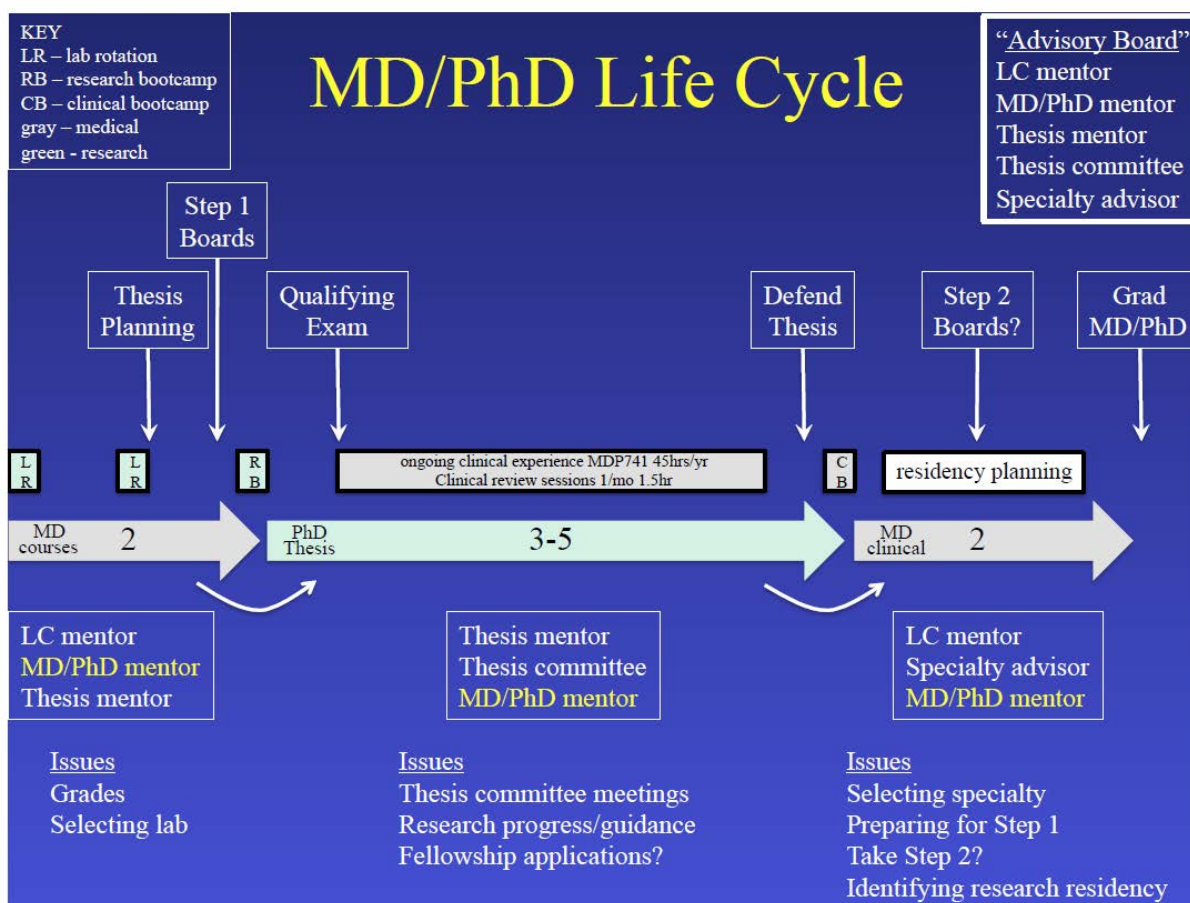 KEY
LR – lab rotation
RB – research bootcamp
CB – clinical bootcamp
gray – medical
green - research
MD/PhD Life Cycle
“Advisory Board”
LC mentor
MD/PhD mentor
Thesis mentor
Thesis committee
Specialty advisor
Step 1
Boards
Thesis
Planning
Qualifying
Exam
Defend
Thesis
Step 2
Boards?
Grad
MD/PhD
L
R
L
R
R
B
ongoing clinical experience MDP741 45hrs/yr
Clinical review sessions 1/mo 1.5hr
C
B
residency planning
MD
courses
2
PhD
Thesis
3-5
MD
clinical
2
LC mentor
MD/PhD mentor
Thesis mentor
Thesis mentor
Thesis committee
MD/PhD mentor
LC mentor
Specialty advisor
MD/PhD mentor
Issues
Grades
Selecting lab
Issues
Thesis committee meetings
Research progress/guidance
Fellowship applications?
Issues
Selecting specialty
Preparing for Step 1
Take Step 2?
Identifying research residency